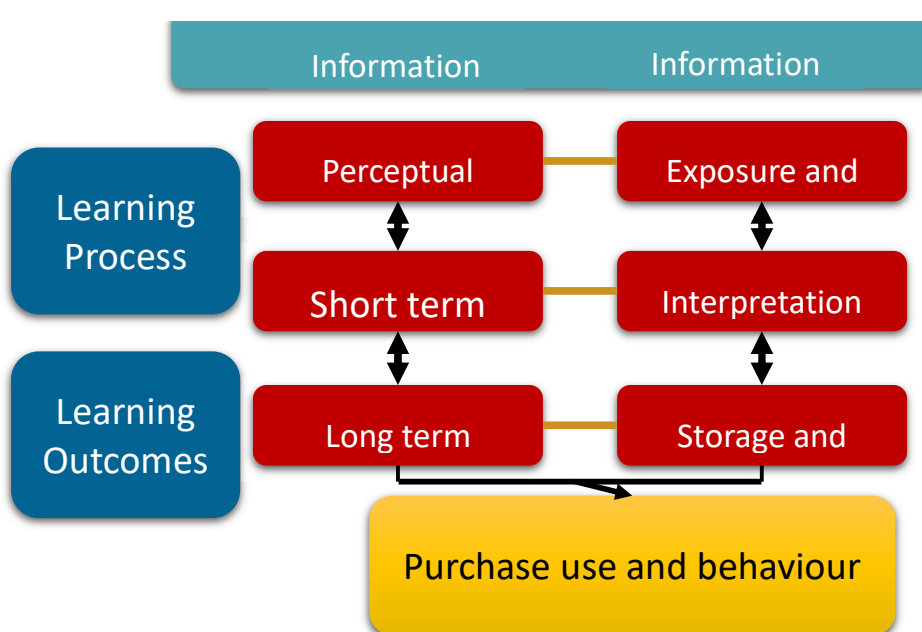 Information
Information
Learning
Process
Perceptual
Exposure and
Short term
Interpretation
Learning
Outcomes
Long term
Storage and
Purchase use and behaviour